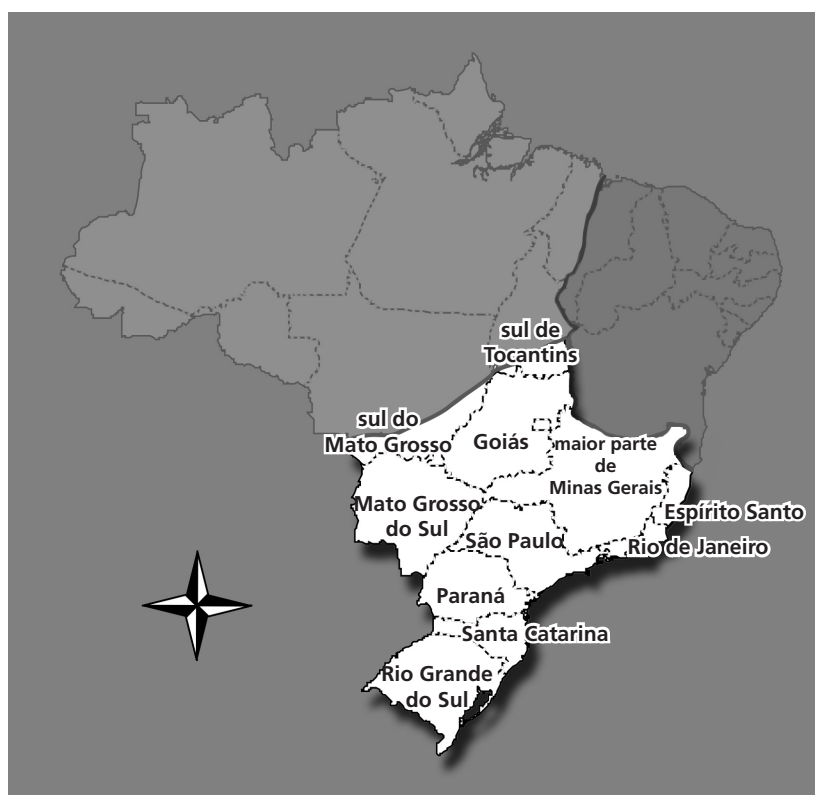 sul de
Tocantins
sul do
Mato Grosso
Goiás
maior parte
de
Minas Gerais
Mato Grosso
do Sul
São Paulo
Espírito Santo
Rio de Janeiro
Paraná
Santa Catarina
Rio Grande
do Sul